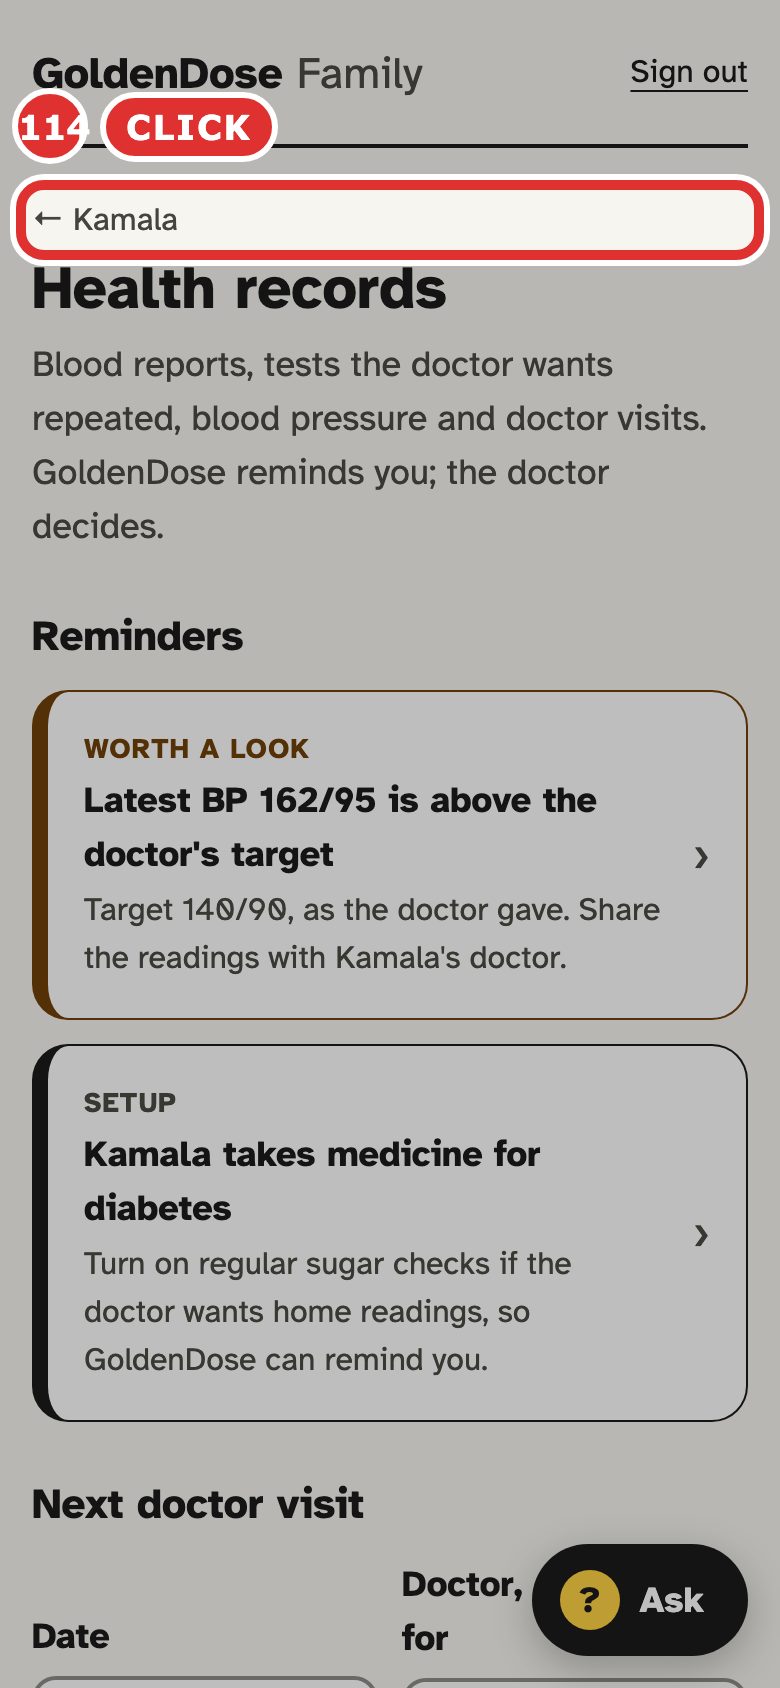 GoldenDose Family
Sign out
114 CLICK
← Kamala
Health records
Blood reports, tests the doctor wants
repeated, blood pressure and doctor visits.
GoldenDose reminds you; the doctor
decides.
Reminders
WORTH A LOOK
Latest BP 162/95 is above the
doctor's target
Target 140/90, as the doctor gave. Share
the readings with Kamala's doctor.
›
SETUP
Kamala takes medicine for
diabetes
Turn on regular sugar checks if the
doctor wants home readings, so
GoldenDose can remind you.
›
Next doctor visit
Date
Doctor,
for
? Ask